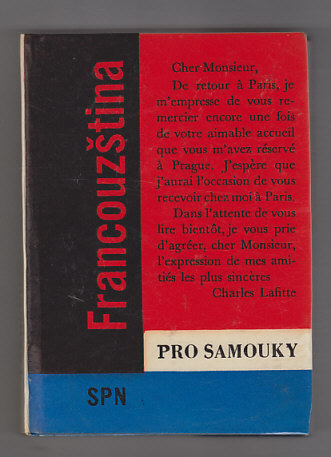 Francouzština
Cher Monsieur,
De retour à Paris, je
m'empresse de vous re-
mercier encore une fois
de votre aimable accueil
que vous m'avez réservé
à Prague. J'espère que
j'aurai l'occasion de vous
recevoir chez moi à Paris.
Dans l'attente de vous
lire bientôt, je vous prie
d'agréer, cher Monsieur,
l'expression de mes ami-
tiés les plus sincères
Charles Lafitte
PRO SAMOUKY
SPN